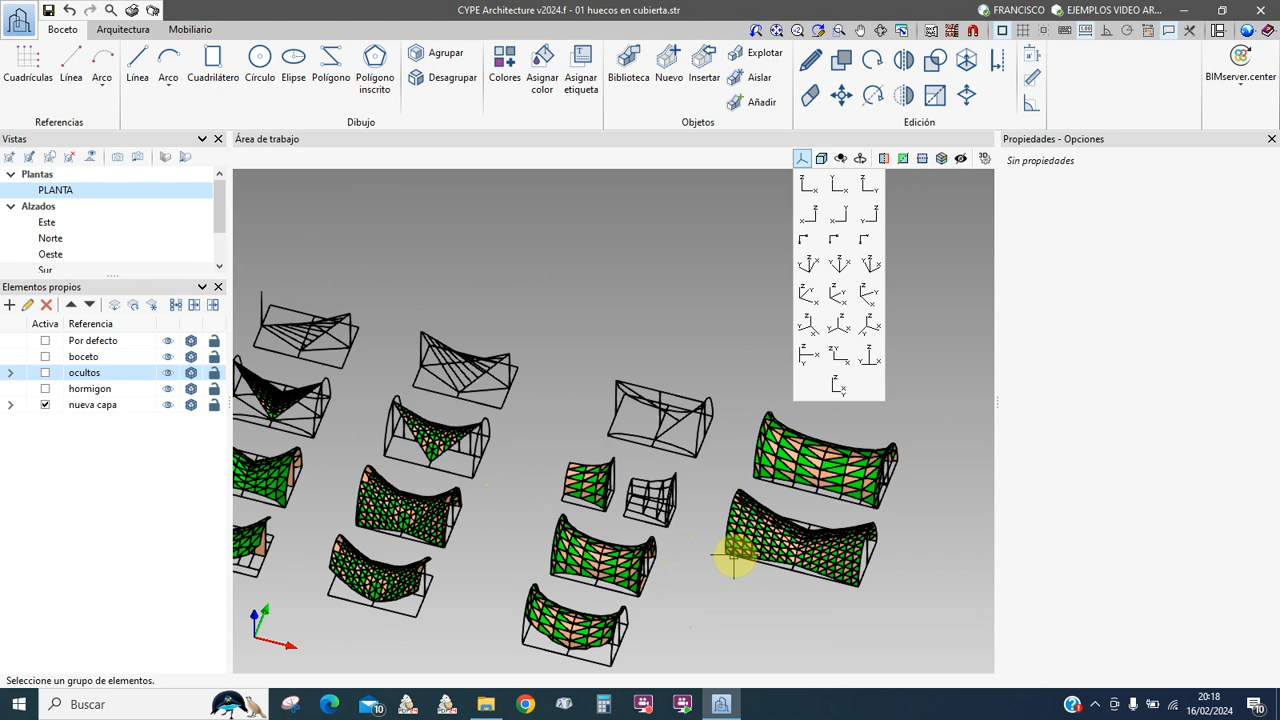 CYPE Architecture v2024.f - 01 huecos en cubierta.str
FRANCISCO
EJEMPLOS VIDEO AR...
Boceto
Arquitectura
Mobiliario
Cuadrículas
Línea
Arco
Línea
Arco
Cuadrilátero
Círculo
Elipse
Polígono
Polígono inscrito
Agrupar
Desagrupar
Colores
Asignar color
Asignar etiqueta
Biblioteca
Nuevo
Insertar
Explotar
Aislar
Añadir
BIMserver.center
Referencias
Dibujo
Objetos
Edición
Vistas
Área de trabajo
Propiedades - Opciones
Sin propiedades
Plantas
PLANTA
Alzados
Este
Norte
Oeste
Sur
Elementos propios
Activa
Referencia
Por defecto
boceto
ocultos
hormigon
nueva capa
Seleccione un grupo de elementos.
Buscar
10
20:18
16/02/2024
10